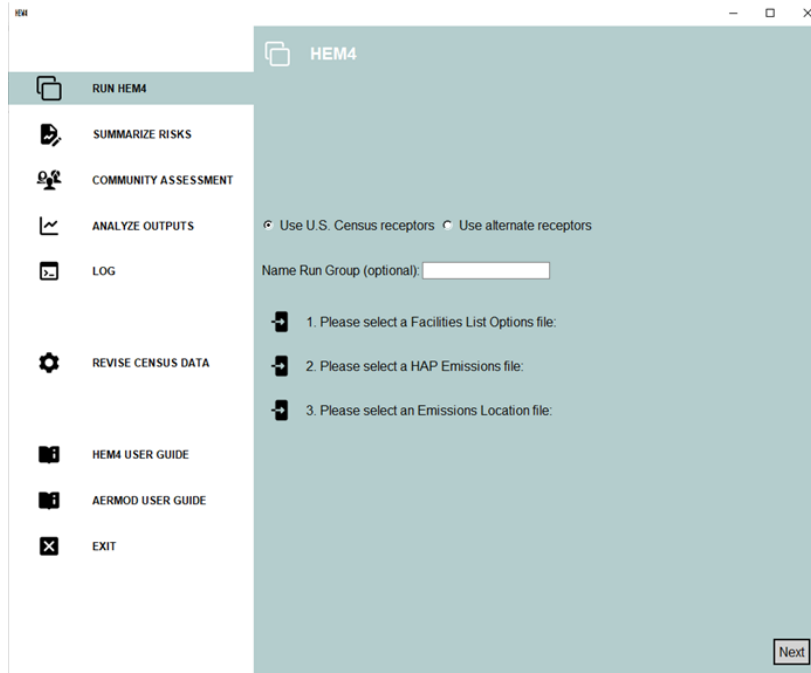 HEM4
HEM4
RUN HEM4
SUMMARIZE RISKS
COMMUNITY ASSESSMENT
ANALYZE OUTPUTS
LOG
REVISE CENSUS DATA
HEM4 USER GUIDE
AERMOD USER GUIDE
EXIT
Use U.S. Census receptors Use alternate receptors
Name Run Group (optional):
1. Please select a Facilities List Options file:
2. Please select a HAP Emissions file:
3. Please select an Emissions Location file:
Next